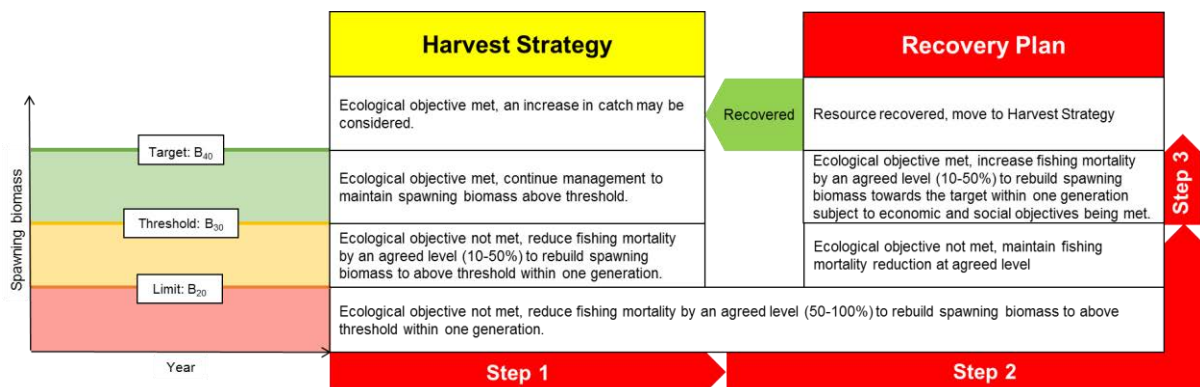 Harvest Strategy
Recovery Plan
Spawning biomass
Year
Target: B₄₀
Threshold: B₃₀
Limit: B₂₀
Ecological objective met, an increase in catch may be
considered.
Recovered
Resource recovered, move to Harvest Strategy
Ecological objective met, continue management to
maintain spawning biomass above threshold.
Ecological objective met, increase fishing mortality
by an agreed level (10-50%) to rebuild spawning
biomass towards the target within one generation
subject to economic and social objectives being met.
Ecological objective not met, reduce fishing mortality
by an agreed level (10-50%) to rebuild spawning
biomass to above threshold within one generation.
Ecological objective not met, maintain fishing
mortality reduction at agreed level
Ecological objective not met, reduce fishing mortality by an agreed level (50-100%) to rebuild spawning biomass to above
threshold within one generation.
Step 1
Step 2
Step 3